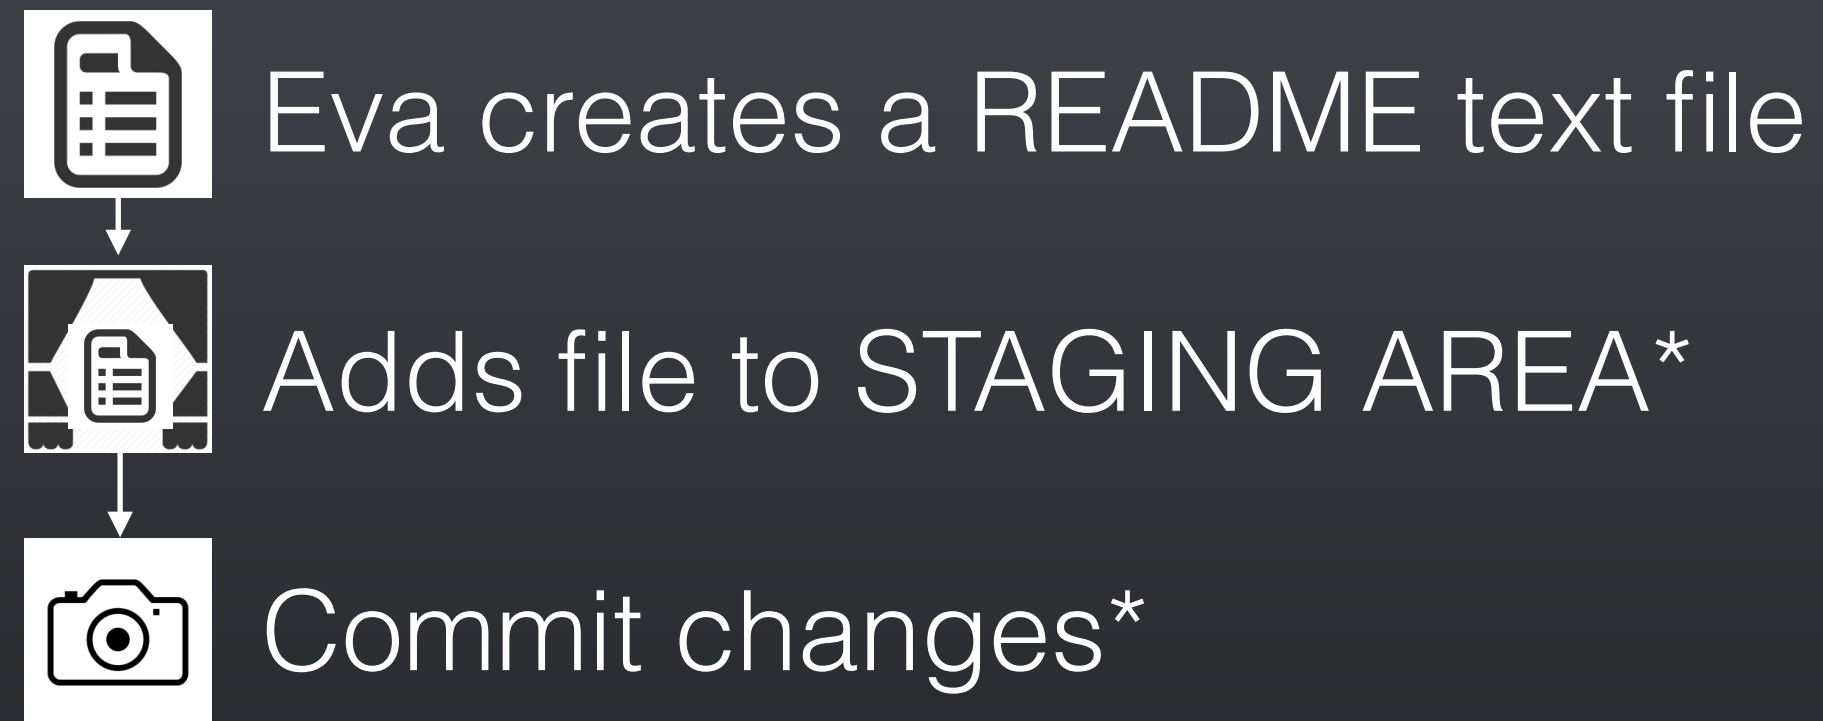 Eva creates a README text file
Adds file to STAGING AREA*
Commit changes*